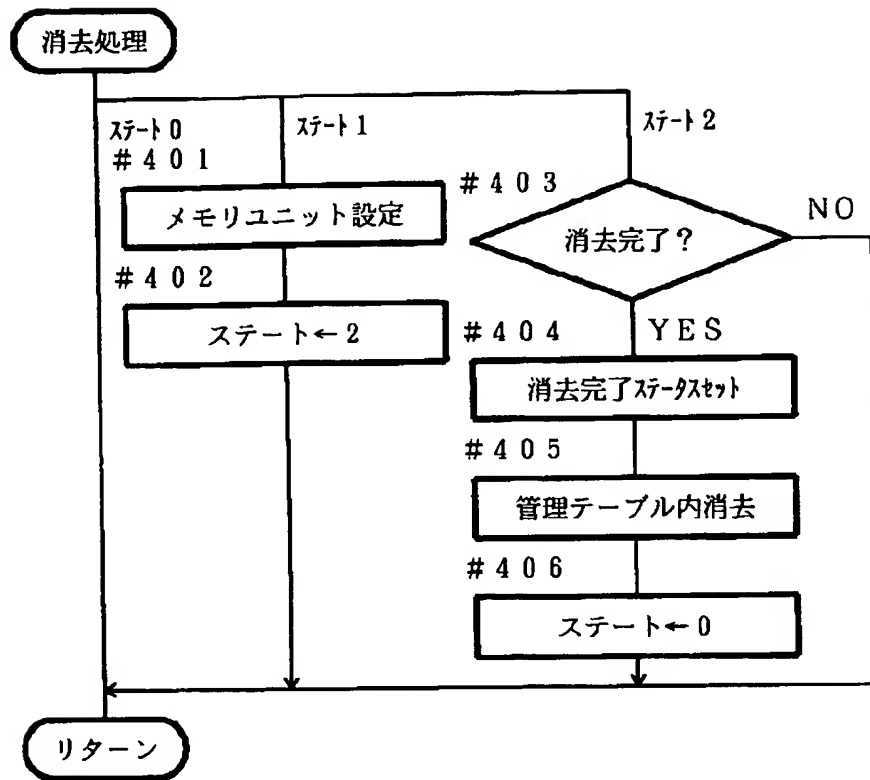 消去処理
ステート0
ステート1
ステート2
#401
メモリユニット設定
#402
ステート←2
#403
消去完了?
NO
YES
#404
消去完了ステータスセット
#405
管理テーブル内消去
#406
ステート←0
リターン